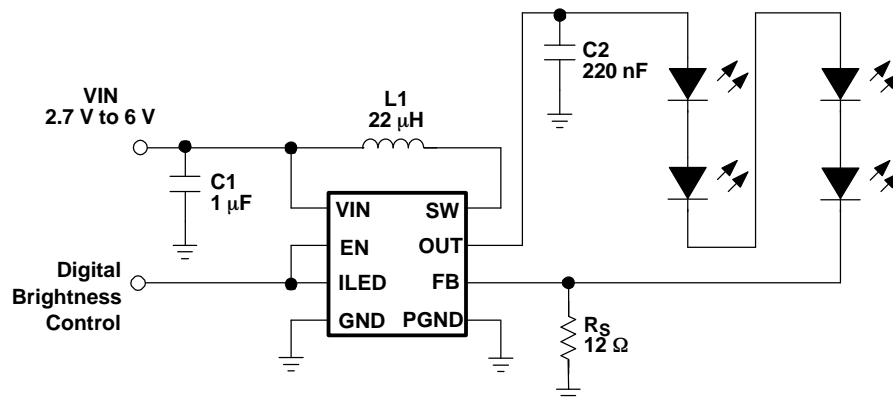 VIN
2.7 V to 6 V
L1
22 μH
C2
220 nF
C1
1 μF
VIN
SW
EN
OUT
ILED
FB
GND
PGND
Digital
Brightness
Control
RS
12 Ω